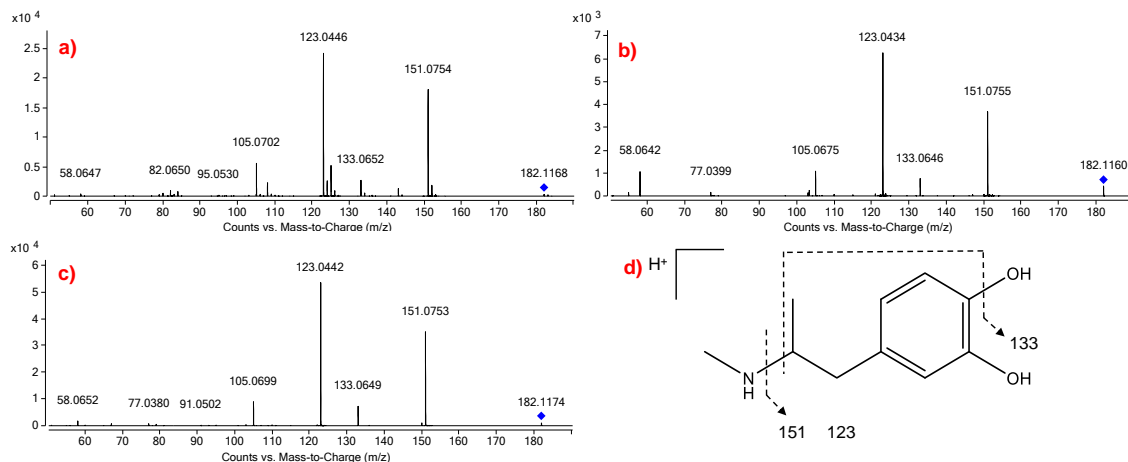 x10 4
a)
2.5
2
1.5
1
0.5
0
58.0647
82.0650
95.0530
105.0702
123.0446
133.0652
151.0754
182.1168
60 70 80 90 100 110 120 130 140 150 160 170 180
Counts vs. Mass-to-Charge (m/z)
x10 3
b)
7
6
5
4
3
2
1
0
58.0642
77.0399
105.0675
123.0434
133.0646
151.0755
182.1160
60 70 80 90 100 110 120 130 140 150 160 170 180
Counts vs. Mass-to-Charge (m/z)
x10 4
c)
6
5
4
3
2
1
0
58.0652
77.0380
91.0502
105.0699
123.0442
133.0649
151.0753
182.1174
60 70 80 90 100 110 120 130 140 150 160 170 180
Counts vs. Mass-to-Charge (m/z)
d)
H+
OH
133
OH
N
H
151 123